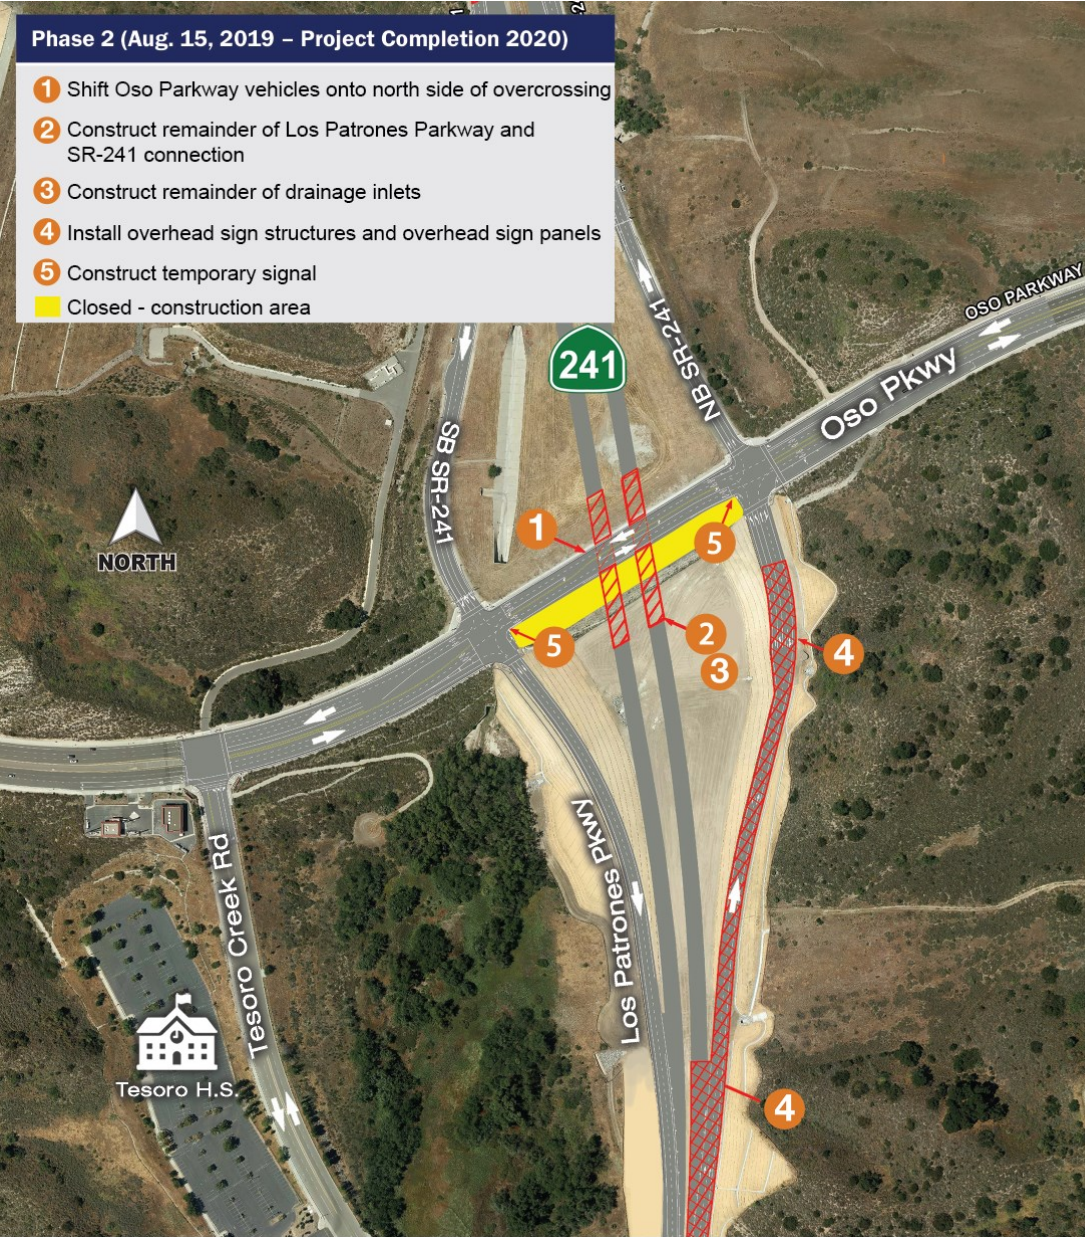 Phase 2 (Aug. 15, 2019 – Project Completion 2020)
1 Shift Oso Parkway vehicles onto north side of overcrossing
2 Construct remainder of Los Patrones Parkway and
SR-241 connection
3 Construct remainder of drainage inlets
4 Install overhead sign structures and overhead sign panels
5 Construct temporary signal
Closed - construction area
OSO PARKWAY
241
NB SR-241
Oso Pkwy
SB SR-241
NORTH
1
5
5
2
3
4
Los Patrones Pkwy
Tesoro Creek Rd
Tesoro H.S.
4